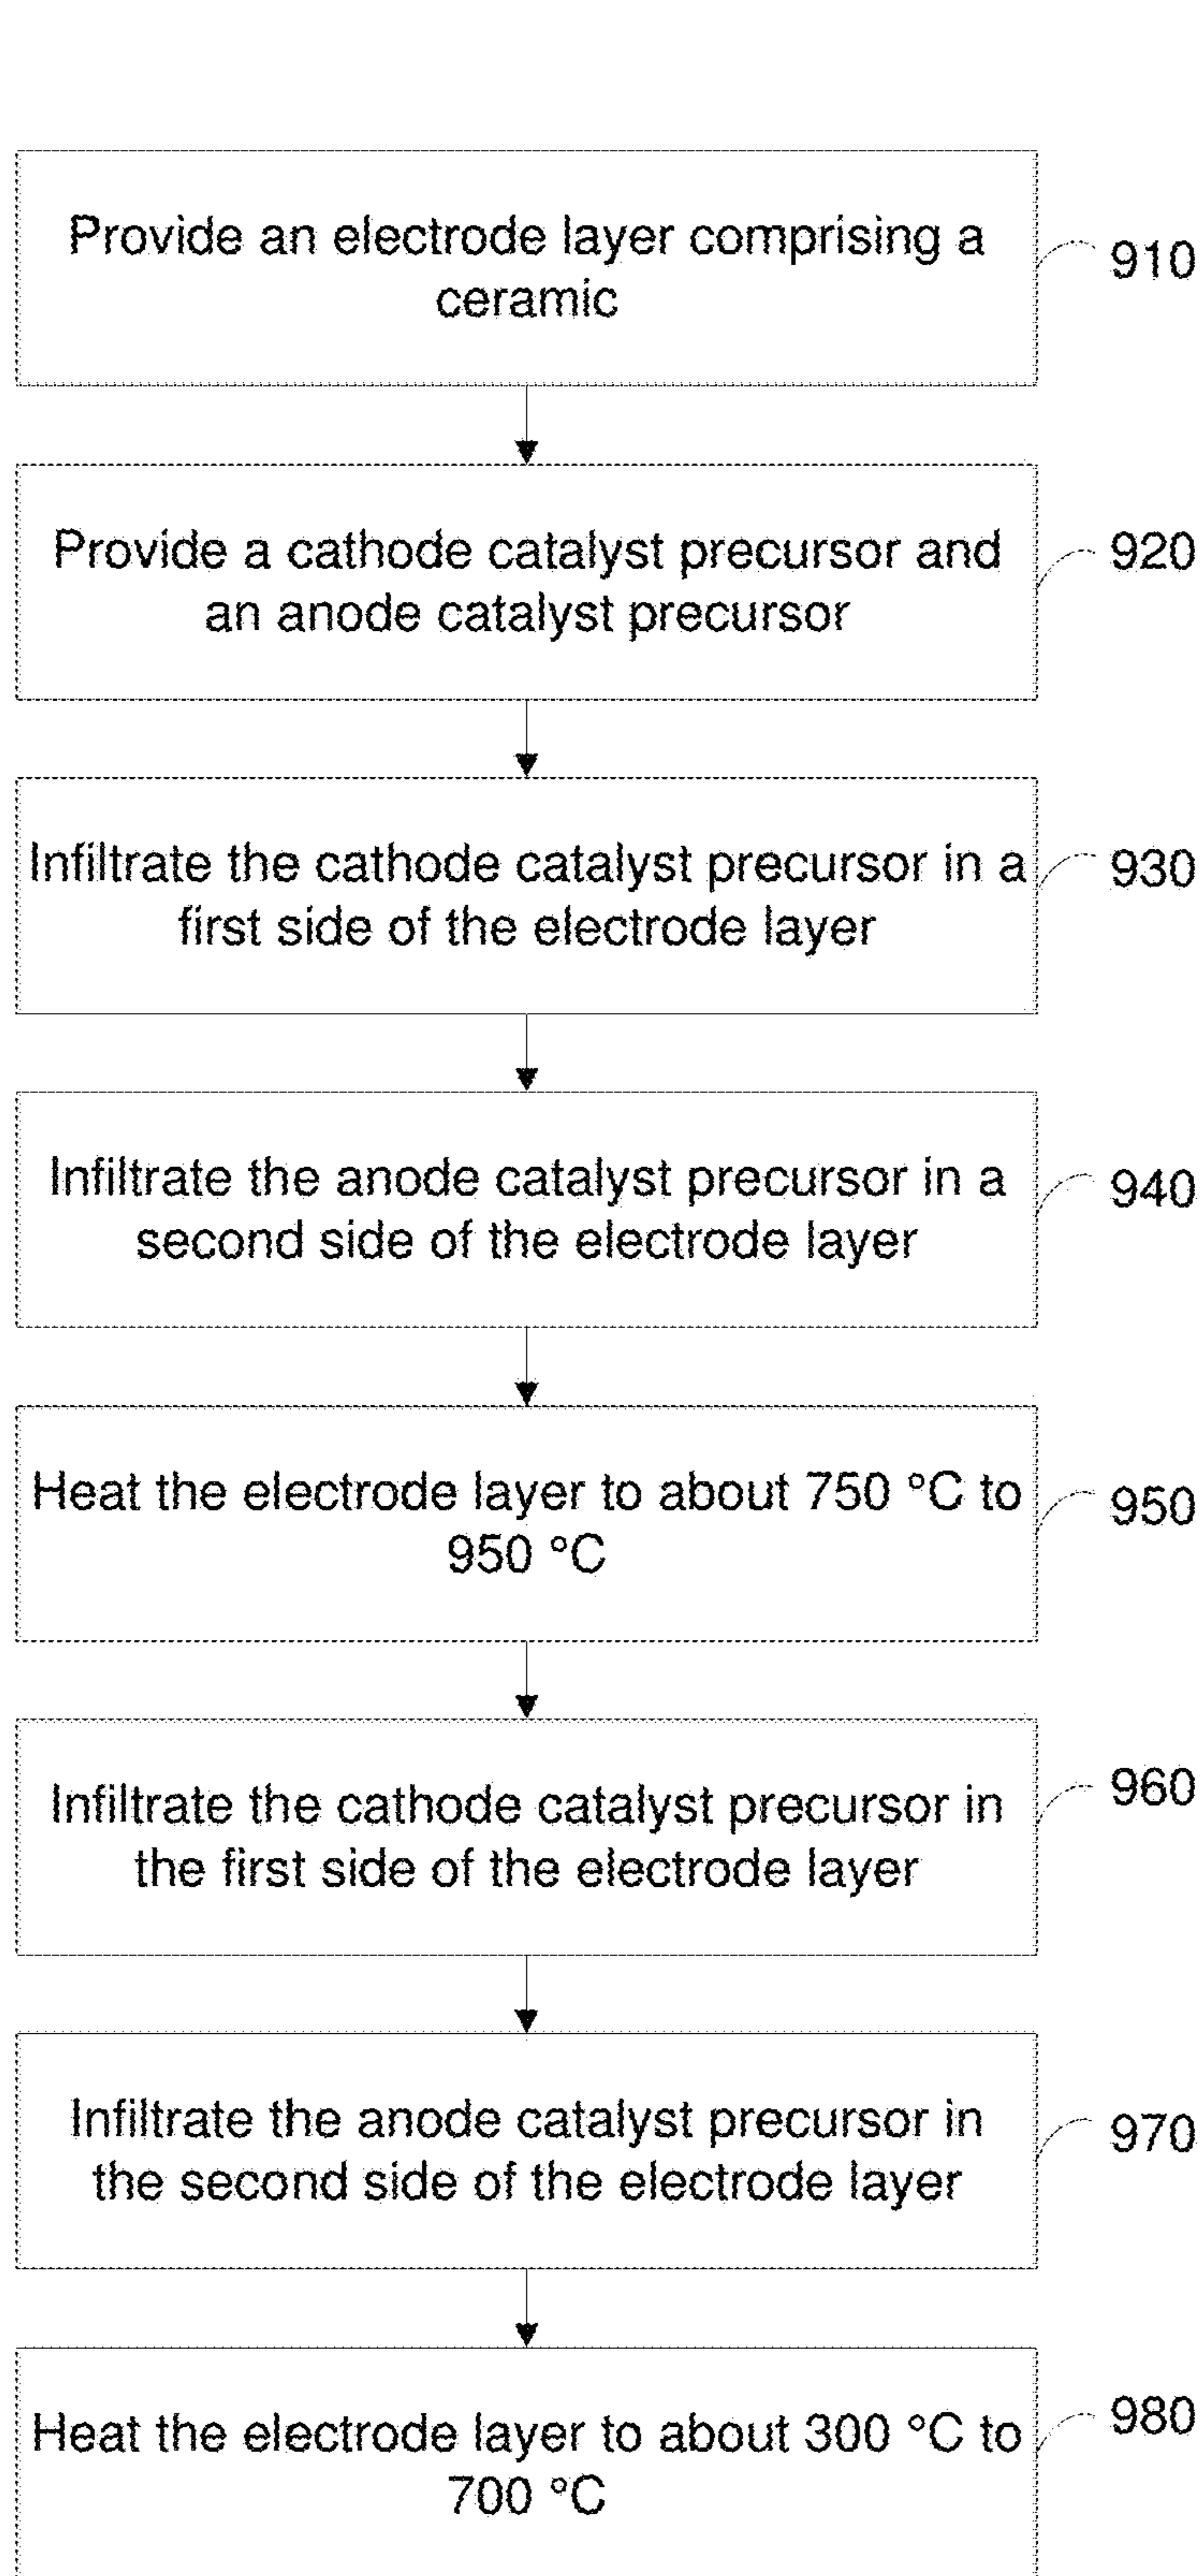 Provide an electrode layer comprising a
ceramic
910
Provide a cathode catalyst precursor and
an anode catalyst precursor
920
Infiltrate the cathode catalyst precursor in a
first side of the electrode layer
930
Infiltrate the anode catalyst precursor in a
second side of the electrode layer
940
Heat the electrode layer to about 750 °C to
950 °C
950
Infiltrate the cathode catalyst precursor in
the first side of the electrode layer
960
Infiltrate the anode catalyst precursor in
the second side of the electrode layer
970
Heat the electrode layer to about 300 °C to
700 °C
980